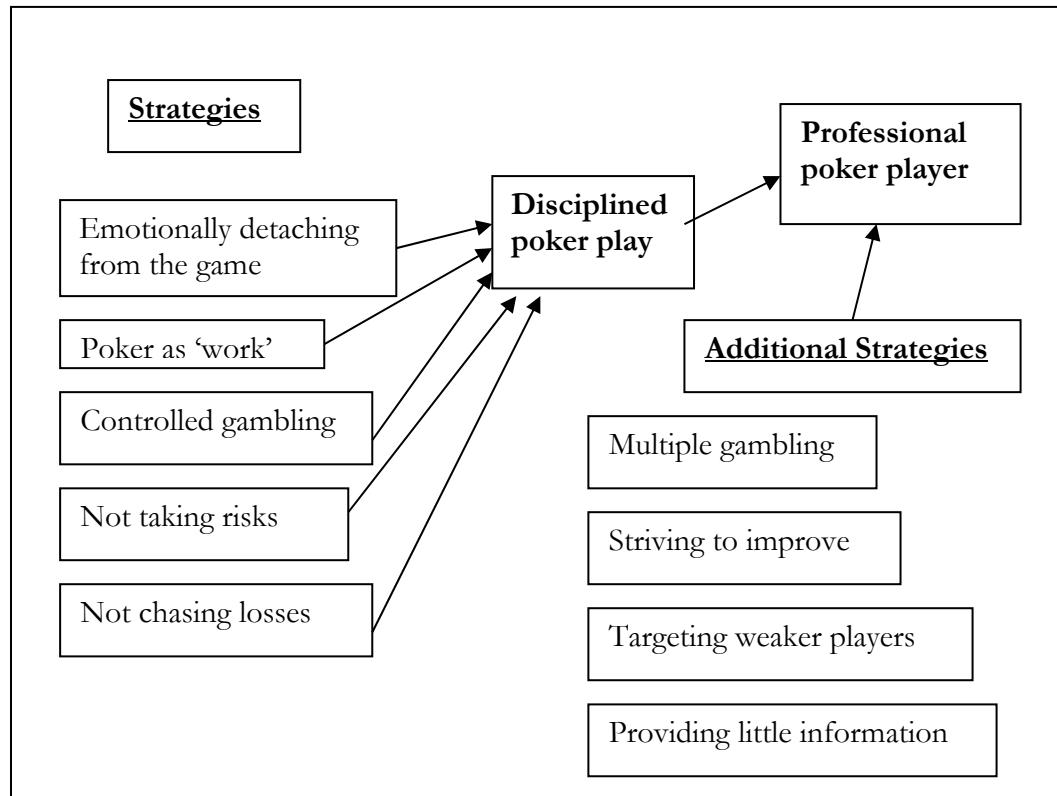 Strategies
Professional
poker player
Disciplined
poker play
Emotionally detaching
from the game
Poker as ‘work’
Controlled gambling
Not taking risks
Not chasing losses
Additional Strategies
Multiple gambling
Striving to improve
Targeting weaker players
Providing little information